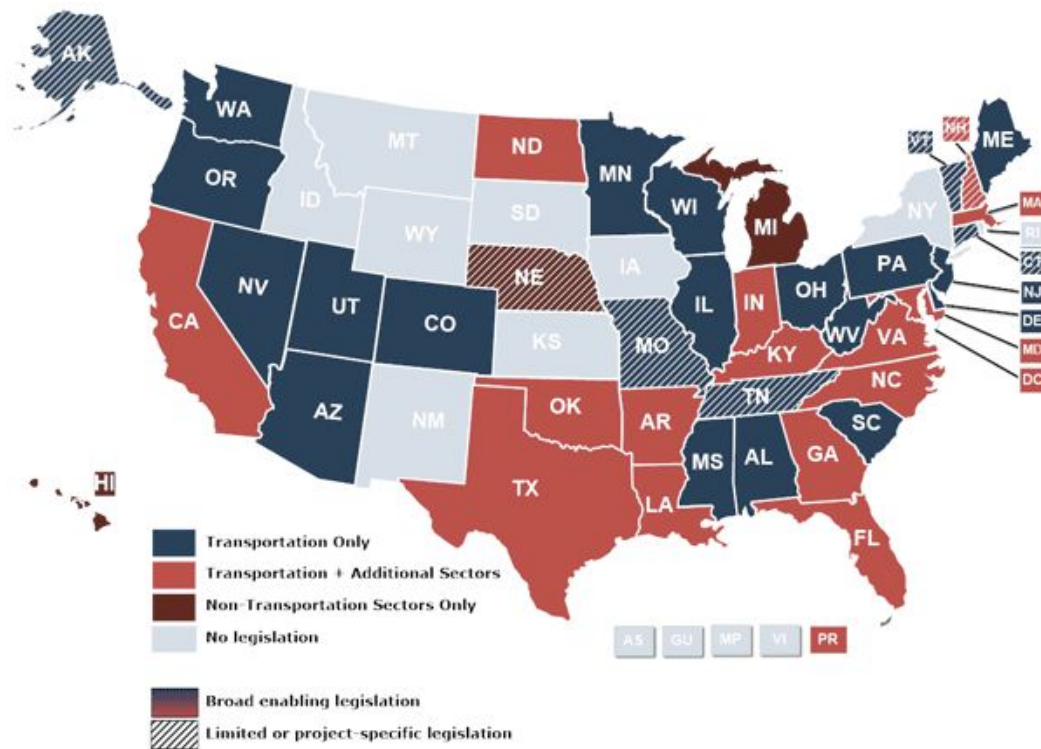 AK
WA
MT
ND
MN
VT
NH
ME
OR
ID
SD
WI
MI
NY
MA
RI
CT
WY
IA
PA
NJ
NV
NE
IL
IN
OH
DE
CA
UT
CO
KS
MO
KY
WV
VA
MD
DC
AZ
NM
OK
AR
TN
NC
SC
MS
AL
GA
HI
TX
LA
FL
Transportation Only
Transportation + Additional Sectors
Non-Transportation Sectors Only
No legislation
AS GU MP VI PR
Broad enabling legislation
Limited or project-specific legislation